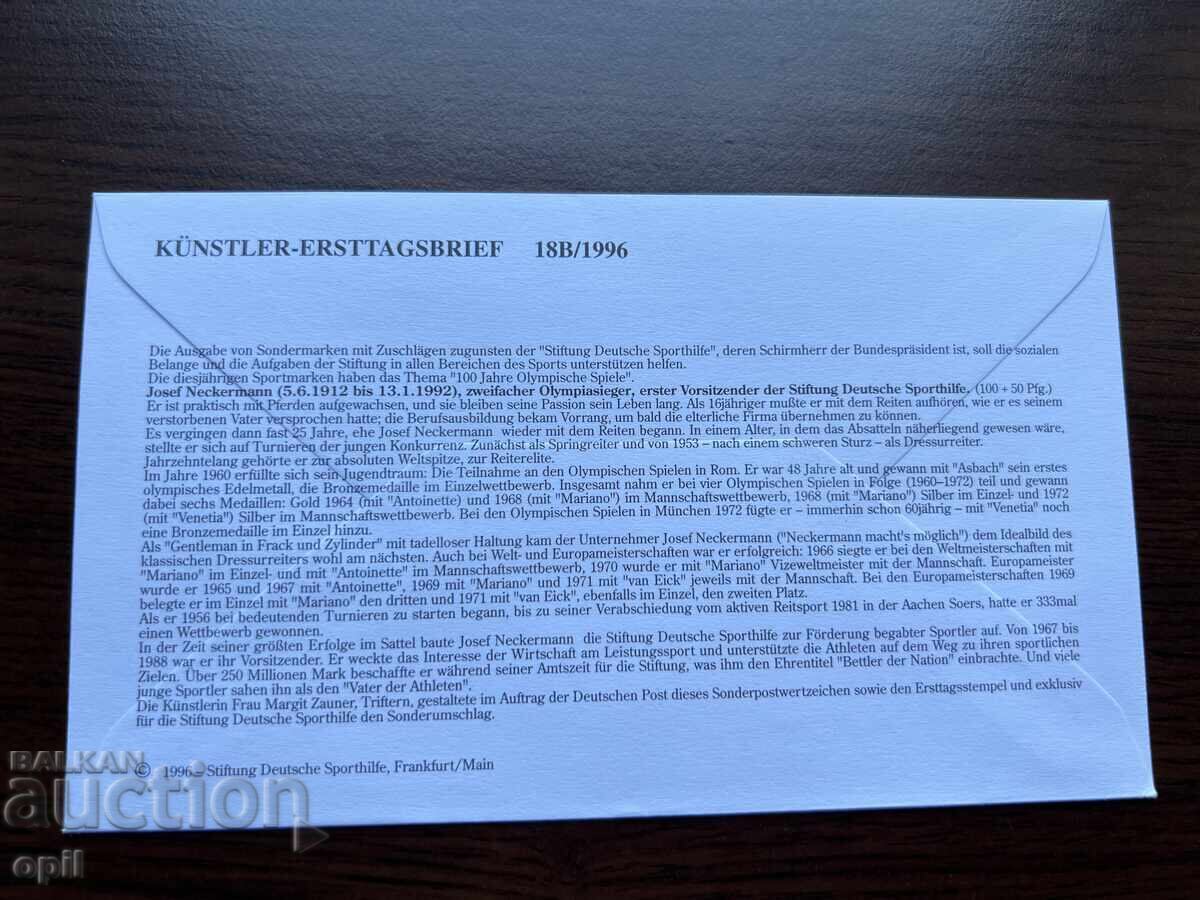 KÜNSTLER-ERSTTAGSBRIEF 18B/1996
Die Ausgabe von Sondermarken mit Zuschlägen zugunsten der "Stiftung Deutsche Sporthilfe", deren Schirmherr der Bundespräsident ist, soll die sozialen
Belange und die Aufgaben der Stiftung in allen Bereichen des Sports unterstützen helfen.
Die diesjährigen Sportmarken haben das Thema "100 Jahre Olympische Spiele".
Josef Neckermann (5.6.1912 bis 13.1.1992), zweifacher Olympiasieger, erster Vorsitzender der Stiftung Deutsche Sporthilfe. (100 + 50 Pfg.)
Er ist praktisch mit Pferden aufgewachsen, und sie bleiben seine Passion sein Leben lang. Als 16jähriger mußte er mit dem Reiten aufhören, wie er es seinem
verstorbenen Vater versprochen hatte; die Berufsausbildung bekam Vorrang, um bald die elterliche Firma übernehmen zu können.
Es vergingen dann fast 25 Jahre, ehe Josef Neckermann wieder mit dem Reiten begann. In einem Alter, in dem das Absatteln näherliegend gewesen wäre,
stellte er sich auf Turnieren der jungen Konkurrenz. Zunächst als Springreiter und von 1953 – nach einem schweren Sturz – als Dressurreiter.
Jahrzehntelang gehörte er zur absoluten Weltspitze, zur Reiterelite.
Im Jahre 1960 erfüllte sich sein Jugendtraum: Die Teilnahme an den Olympischen Spielen in Rom. Er war 48 Jahre alt und gewann mit "Asbach" sein erstes
olympisches Edelmetall, die Bronzemedaille im Einzelwettbewerb. Insgesamt nahm er bei vier Olympischen Spielen in Folge (1960–1972) teil und gewann
dabei sechs Medaillen: Gold 1964 (mit "Antoinette) und 1968 (mit "Mariano") im Mannschaftswettbewerb, 1968 (mit "Mariano") Silber im Einzel- und 1972
(mit "Venetia") Silber im Mannschaftswettbewerb. Bei den Olympischen Spielen in München 1972 fügte er – immerhin schon 60jährig – mit "Venetia" noch
eine Bronzemedaille im Einzel hinzu.
Als "Gentleman in Frack und Zylinder" mit tadelloser Haltung kam der Unternehmer Josef Neckermann ("Neckermann macht's möglich") dem Idealbild des
klassischen Dressurreiters wohl am nächsten. Auch bei Welt- und Europameisterschaften war er erfolgreich: 1966 siegte er bei den Weltmeisterschaften mit
"Mariano" im Einzel- und mit "Antoinette" im Mannschaftswettbewerb, 1970 wurde er mit "Mariano" Vizeweltmeister mit der Mannschaft. Europameister
wurde er 1965 und 1967 mit "Antoinette", 1969 mit "Mariano" und 1971 mit "van Eick" jeweils mit der Mannschaft. Bei den Europameisterschaften 1969
belegte er im Einzel mit "Mariano" den dritten und 1971 mit "van Eick", ebenfalls im Einzel, den zweiten Platz.
Als er 1956 bei bedeutenden Turnieren zu starten begann, bis zu seiner Verabschiedung vom aktiven Reitsport 1981 in der Aachen Soers, hatte er 333mal
einen Wettbewerb gewonnen.
In der Zeit seiner größten Erfolge im Sattel baute Josef Neckermann die Stiftung Deutsche Sporthilfe zur Förderung begabter Sportler auf. Von 1967 bis
1988 war er ihr Vorsitzender. Er weckte das Interesse der Wirtschaft am Leistungssport und unterstützte die Athleten auf dem Weg zu ihren sportlichen
Zielen. Über 250 Millionen Mark beschaffte er während seiner Amtszeit für die Stiftung, was ihm den Ehrentitel "Bettler der Nation" einbrachte. Und viele
junge Sportler sahen ihn als den "Vater der Athleten".
Die Künstlerin Frau Margit Zauner, Triftern, gestaltete im Auftrag der Deutschen Post dieses Sonderpostwertzeichen sowie den Ersttagsstempel und exklusiv
für die Stiftung Deutsche Sporthilfe den Sonderumschlag.
© 1996 Stiftung Deutsche Sporthilfe, Frankfurt/Main
BALKAN
auction
opil